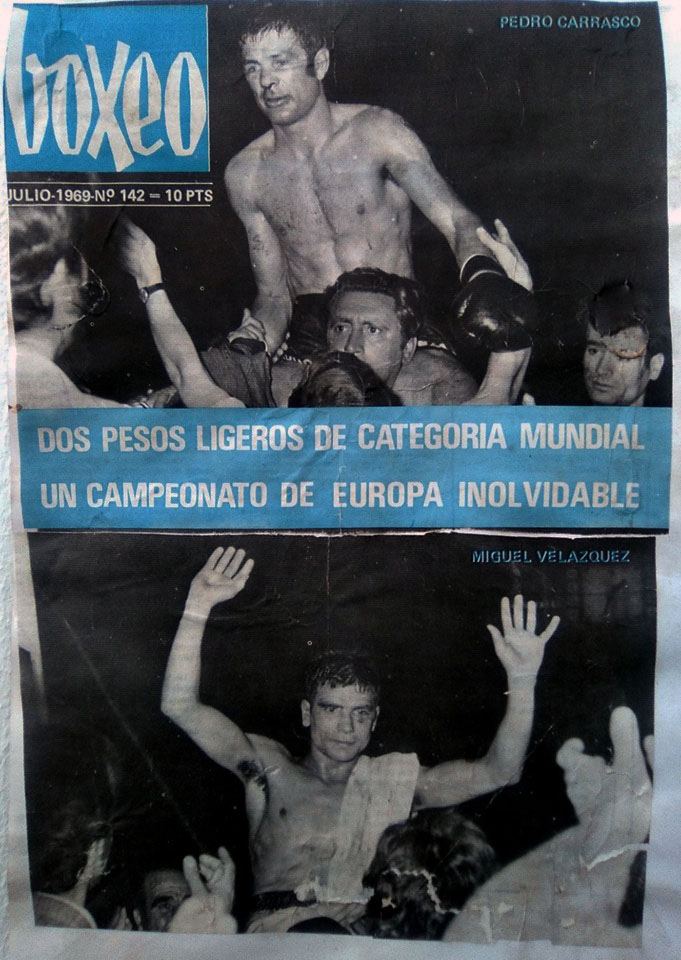 PEDRO CARRASCO
boxeo
JULIO-1969-Nº 142 = 10 PTS
DOS PESOS LIGEROS DE CATEGORIA MUNDIAL
UN CAMPEONATO DE EUROPA INOLVIDABLE
MIGUEL VELAZQUEZ